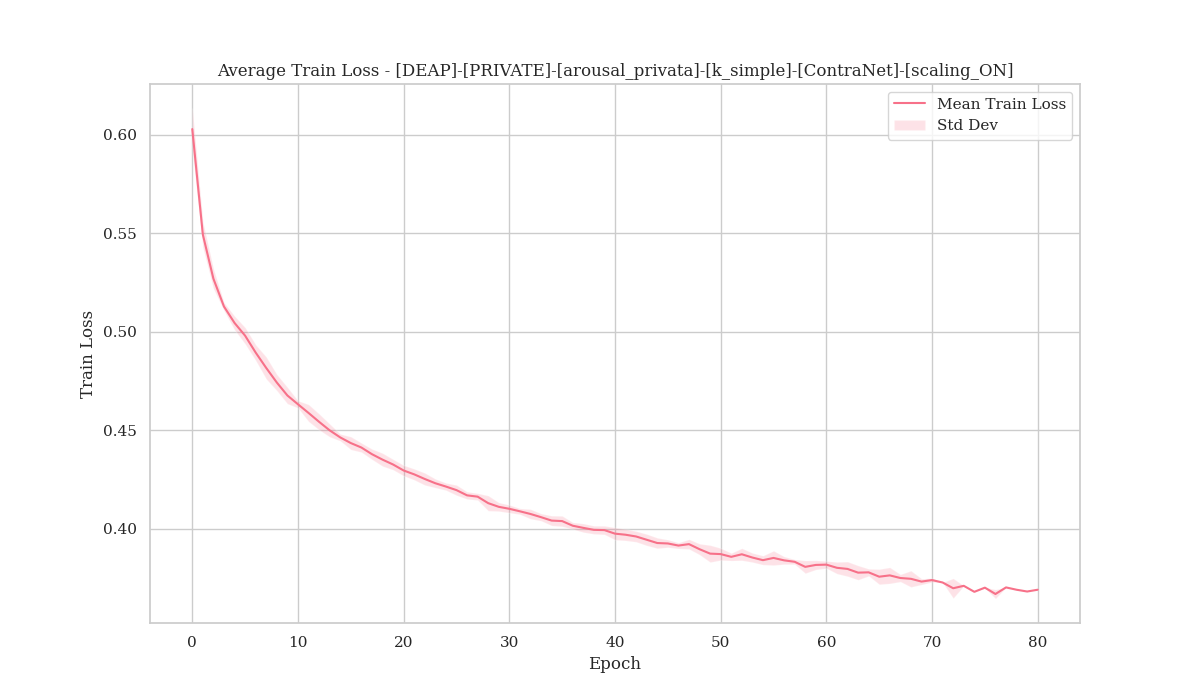 Average Train Loss - [DEAP]-[PRIVATE]-[arousal_privata]-[k_simple]-[ContraNet]-[scaling_ON]
Mean Train Loss
Std Dev
0.60
0.55
0.50
0.45
0.40
Train Loss
0 10 20 30 40 50 60 70 80
Epoch